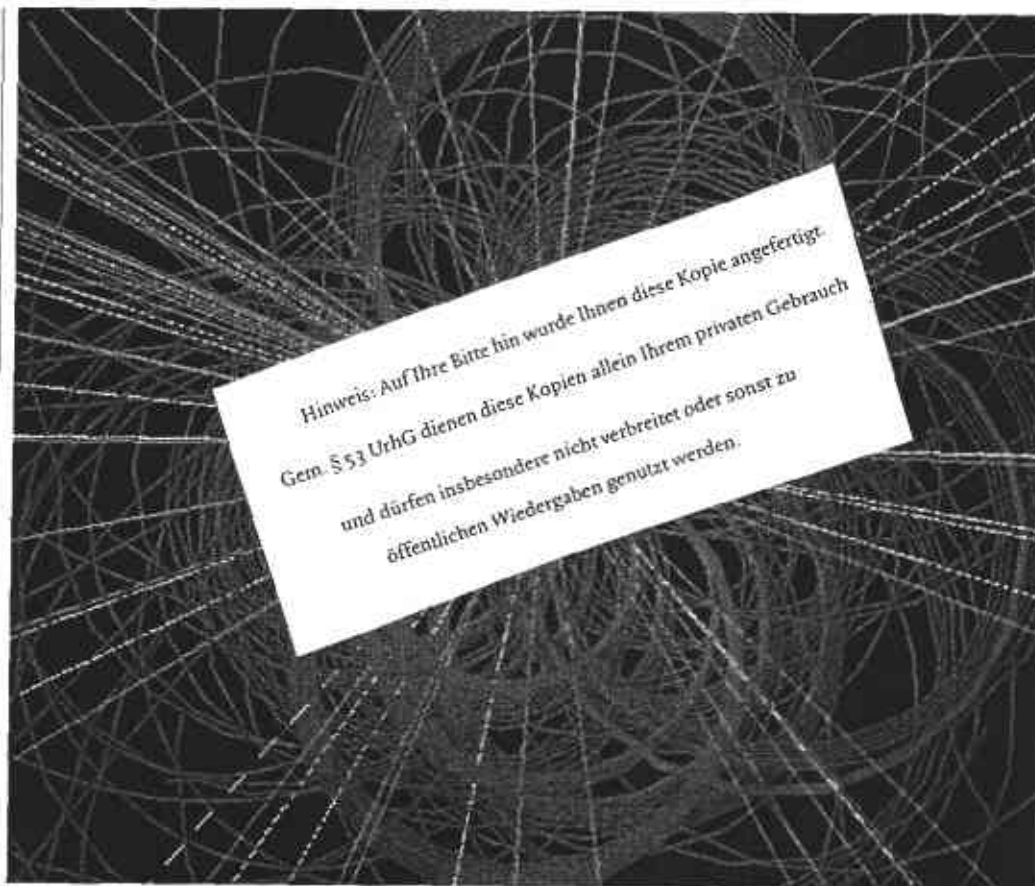 Hinweis: Auf Ihre Bitte hin wurde Ihnen diese Kopie angefertigt.
Gem. § 53 UrhG dienen diese Kopien allein Ihrem privaten Gebrauch
und dürfen insbesondere nicht verbreitet oder sonst zu
öffentlichen Wiedergaben genutzt werden.